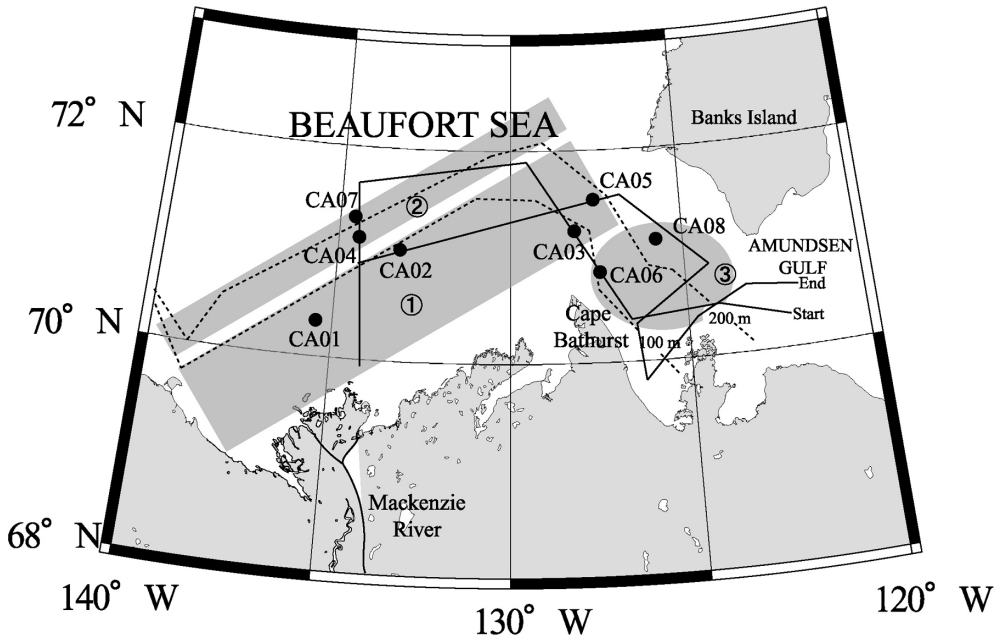 72° N
BEAUFORT SEA
Banks Island
CA05
CA07
②
CA08
CA04
CA03
AMUNDSEN
GULF
CA02
CA06
③
End
①
70° N
Cape
Bathurst
200 m
Start
CA01
100 m
Mackenzie
River
68° N
140° W
130° W
120° W